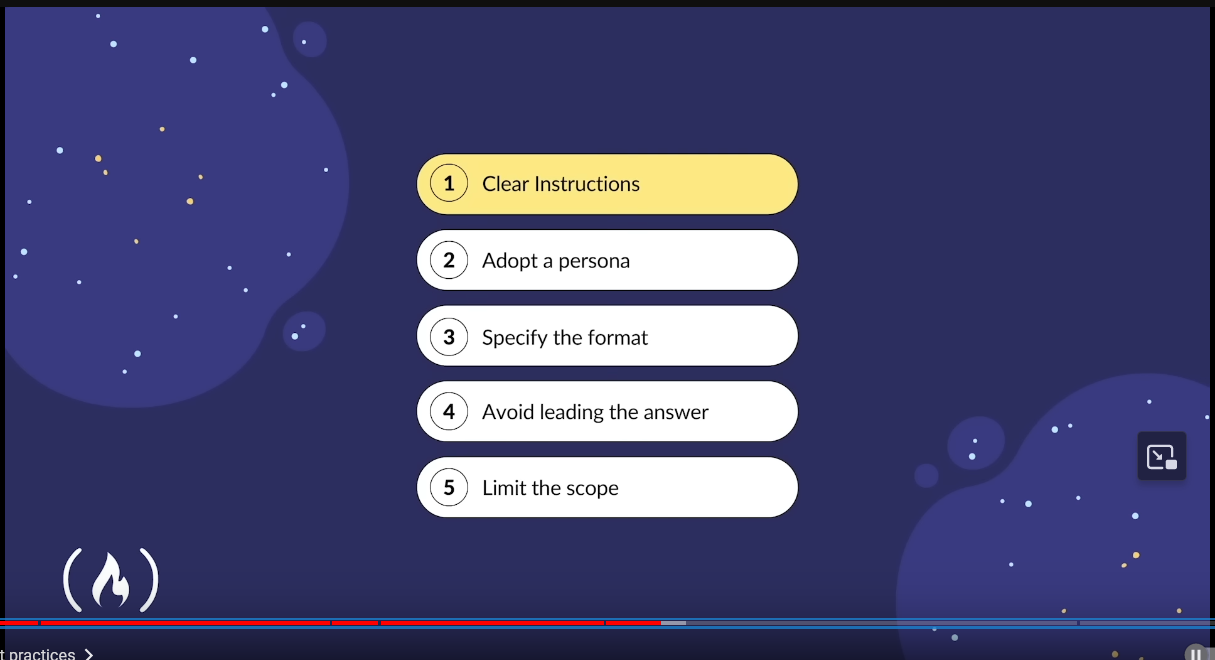 1 Clear Instructions
2 Adopt a persona
3 Specify the format
4 Avoid leading the answer
5 Limit the scope
t practices